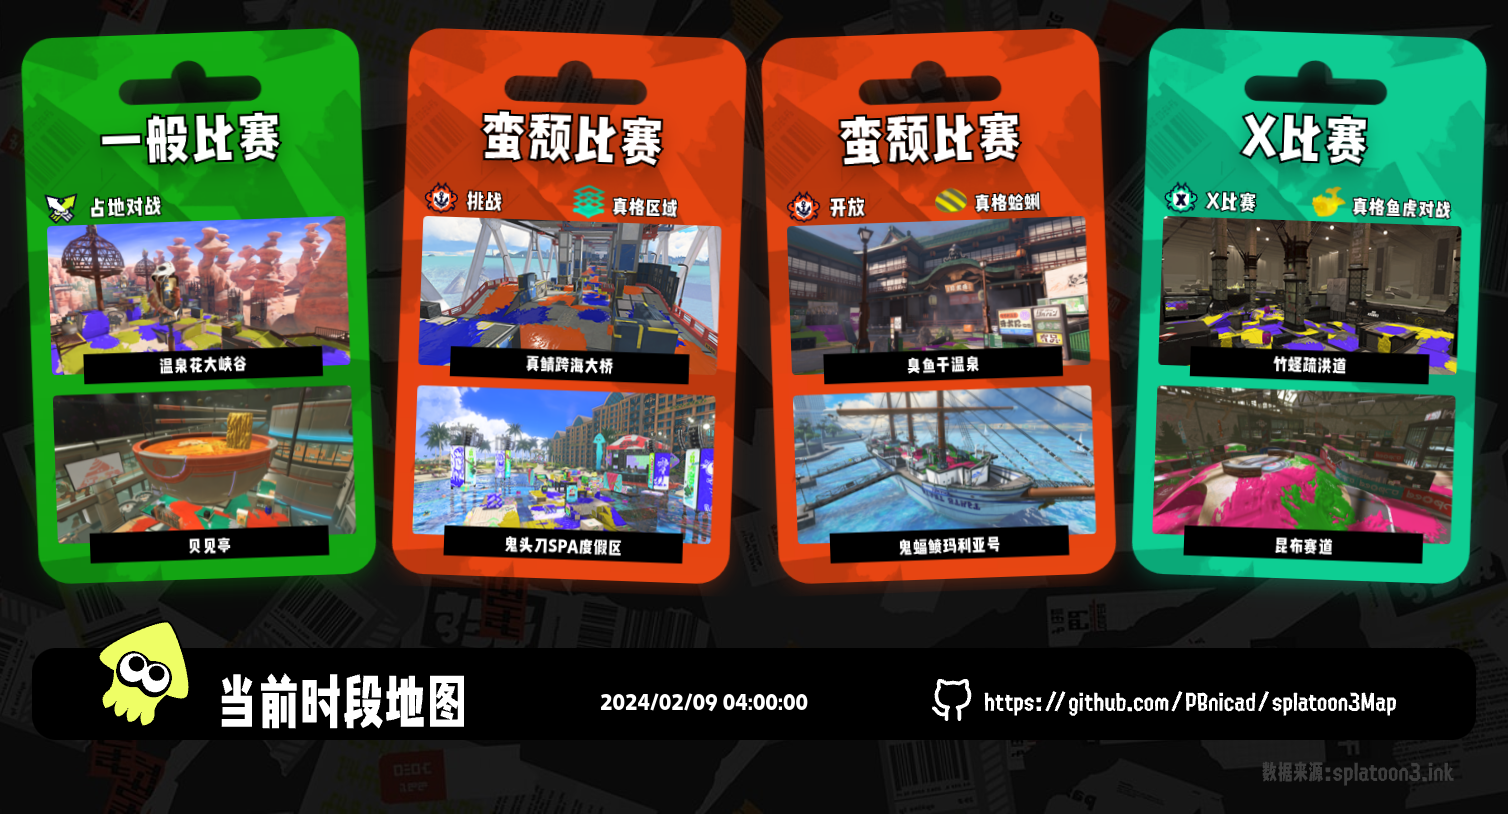 一般比赛
占地对战
温泉花大峡谷
贝贝亭
蛮颓比赛
挑战
真格区域
真鲭跨海大桥
鬼头刀SPA度假区
蛮颓比赛
开放
真格蛤蜊
臭鱼干温泉
鬼蝠鲼玛利亚号
X比赛
X比赛
真格鱼虎对战
竹蛏疏洪道
昆布赛道
当前时段地图
2024/02/09 04:00:00
https://github.com/PBnicad/splatoon3Map
数据来源:splatoon3.ink